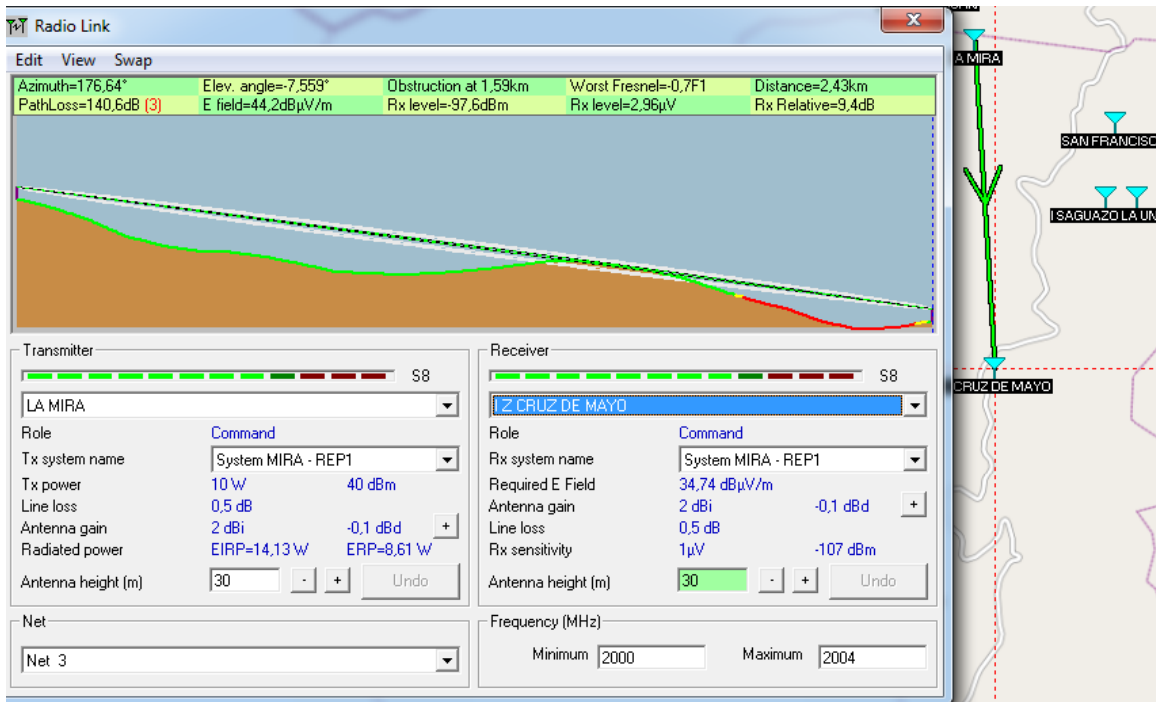 Radio Link
Edit View Swap
Azimuth=176,64° Elev. angle=-7,559° Obstruction at 1,59km Worst Fresnel=-0,7F1 Distance=2,43km
PathLoss=140,6dB (3) E field=44,2dBµV/m Rx level=-97,6dBm Rx level=2,96µV Rx Relative=9,4dB
Transmitter
S8
LA MIRA
Role Command
Tx system name System MIRA - REP1
Tx power 10 W 40 dBm
Line loss 0,5 dB
Antenna gain 2 dBi -0,1 dBd +
Radiated power EIRP=14,13 W ERP=8,61 W
Antenna height (m) 30 - + Undo
Net
Net 3
Receiver
S8
I Z CRUZ DE MAYO
Role Command
Rx system name System MIRA - REP1
Required E Field 34,74 dBµV/m
Antenna gain 2 dBi -0,1 dBd +
Line loss 0,5 dB
Rx sensitivity 1µV -107 dBm
Antenna height (m) 30 - + Undo
Frequency (MHz)
Minimum 2000 Maximum 2004
A MIRA
SAN FRANCISC
I SAGUAZO LA UN
CRUZ DE MAYO